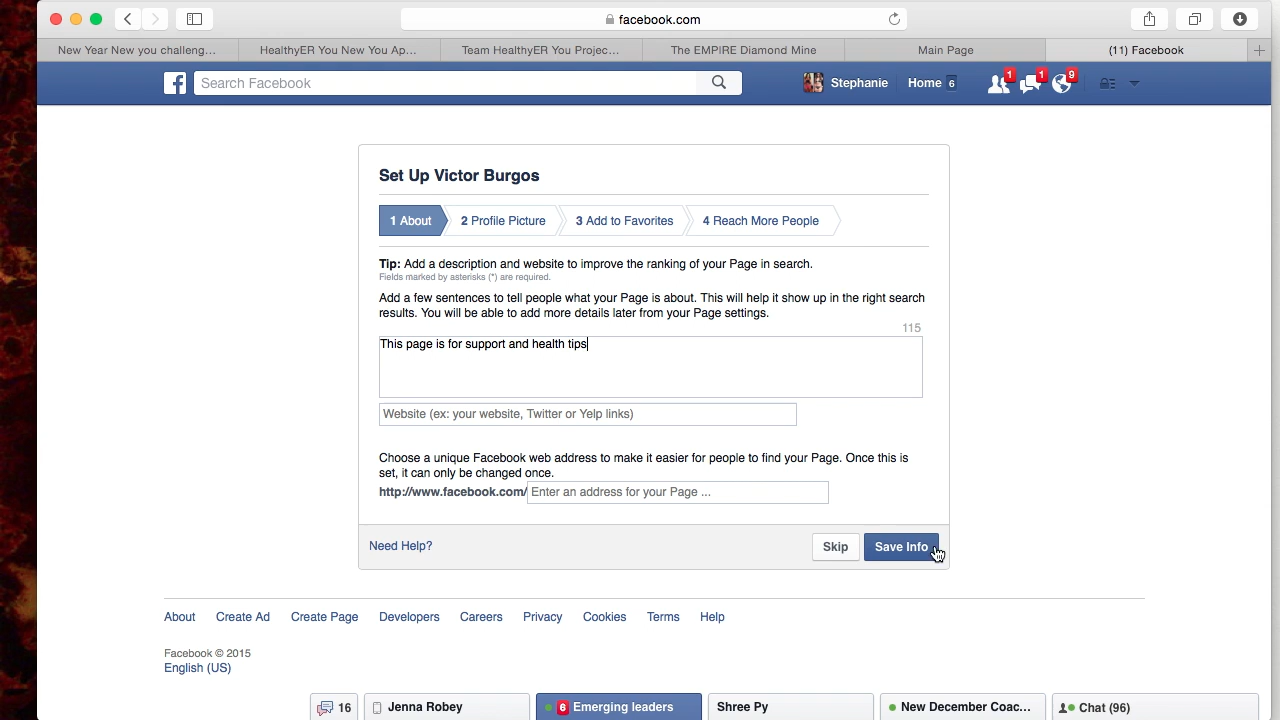 facebook.com
New Year New you challeng...
HealthyER You New You Ap...
Team HealthyER You Projec...
The EMPIRE Diamond Mine
Main Page
(11) Facebook
Search Facebook
Stephanie
Home 6
1
1
9
Set Up Victor Burgos
1 About
2 Profile Picture
3 Add to Favorites
4 Reach More People
Tip: Add a description and website to improve the ranking of your Page in search.
Fields marked by asterisks (*) are required.
Add a few sentences to tell people what your Page is about. This will help it show up in the right search
results. You will be able to add more details later from your Page settings.
115
This page is for support and health tips
Website (ex: your website, Twitter or Yelp links)
Choose a unique Facebook web address to make it easier for people to find your Page. Once this is
set, it can only be changed once.
http://www.facebook.com/ Enter an address for your Page ...
Need Help?
Skip
Save Info
About Create Ad Create Page Developers Careers Privacy Cookies Terms Help
Facebook © 2015
English (US)
16
Jenna Robey
6 Emerging leaders
Shree Py
New December Coac...
Chat (96)